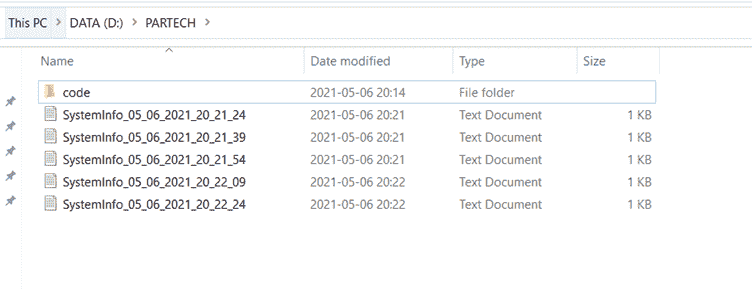 This PC > DATA (D:) > PARTECH >
Name Date modified Type Size
code 2021-05-06 20:14 File folder
SystemInfo_05_06_2021_20_21_24 2021-05-06 20:21 Text Document 1 KB
SystemInfo_05_06_2021_20_21_39 2021-05-06 20:21 Text Document 1 KB
SystemInfo_05_06_2021_20_21_54 2021-05-06 20:21 Text Document 1 KB
SystemInfo_05_06_2021_20_22_09 2021-05-06 20:22 Text Document 1 KB
SystemInfo_05_06_2021_20_22_24 2021-05-06 20:22 Text Document 1 KB